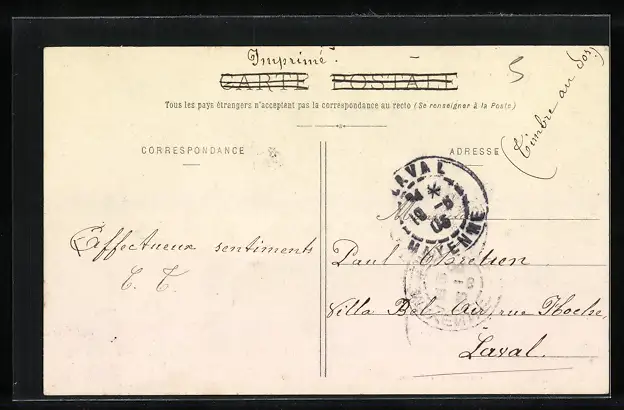 Imprimé.
CARTE POSTALE
5
(Timbre au dos)
Tous les pays étrangers n'acceptent pas la correspondance au recto (Se renseigner à la Poste)
CORRESPONDANCE
ADRESSE
LAVAL
MAYENNE
Affectueux sentiments
Paul Chrétien
Villa Bel-Air, rue Hoche,
Laval.